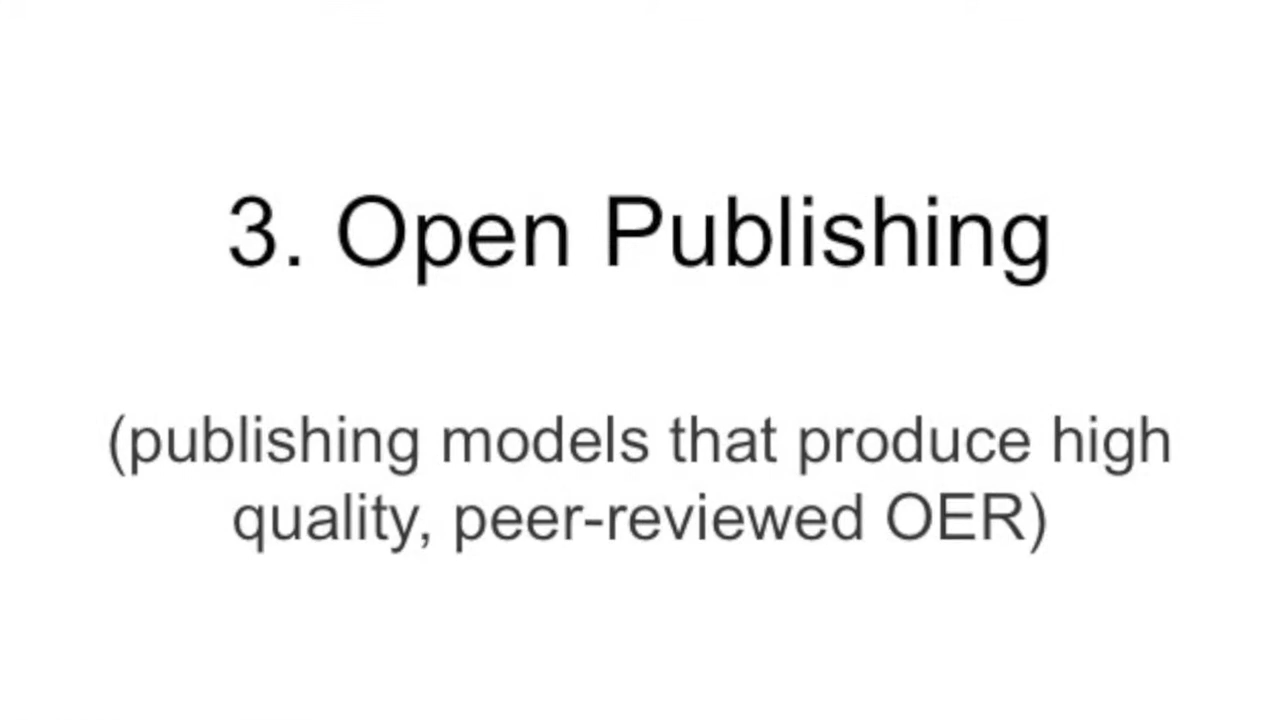 3. Open Publishing
(publishing models that produce high
quality, peer-reviewed OER)